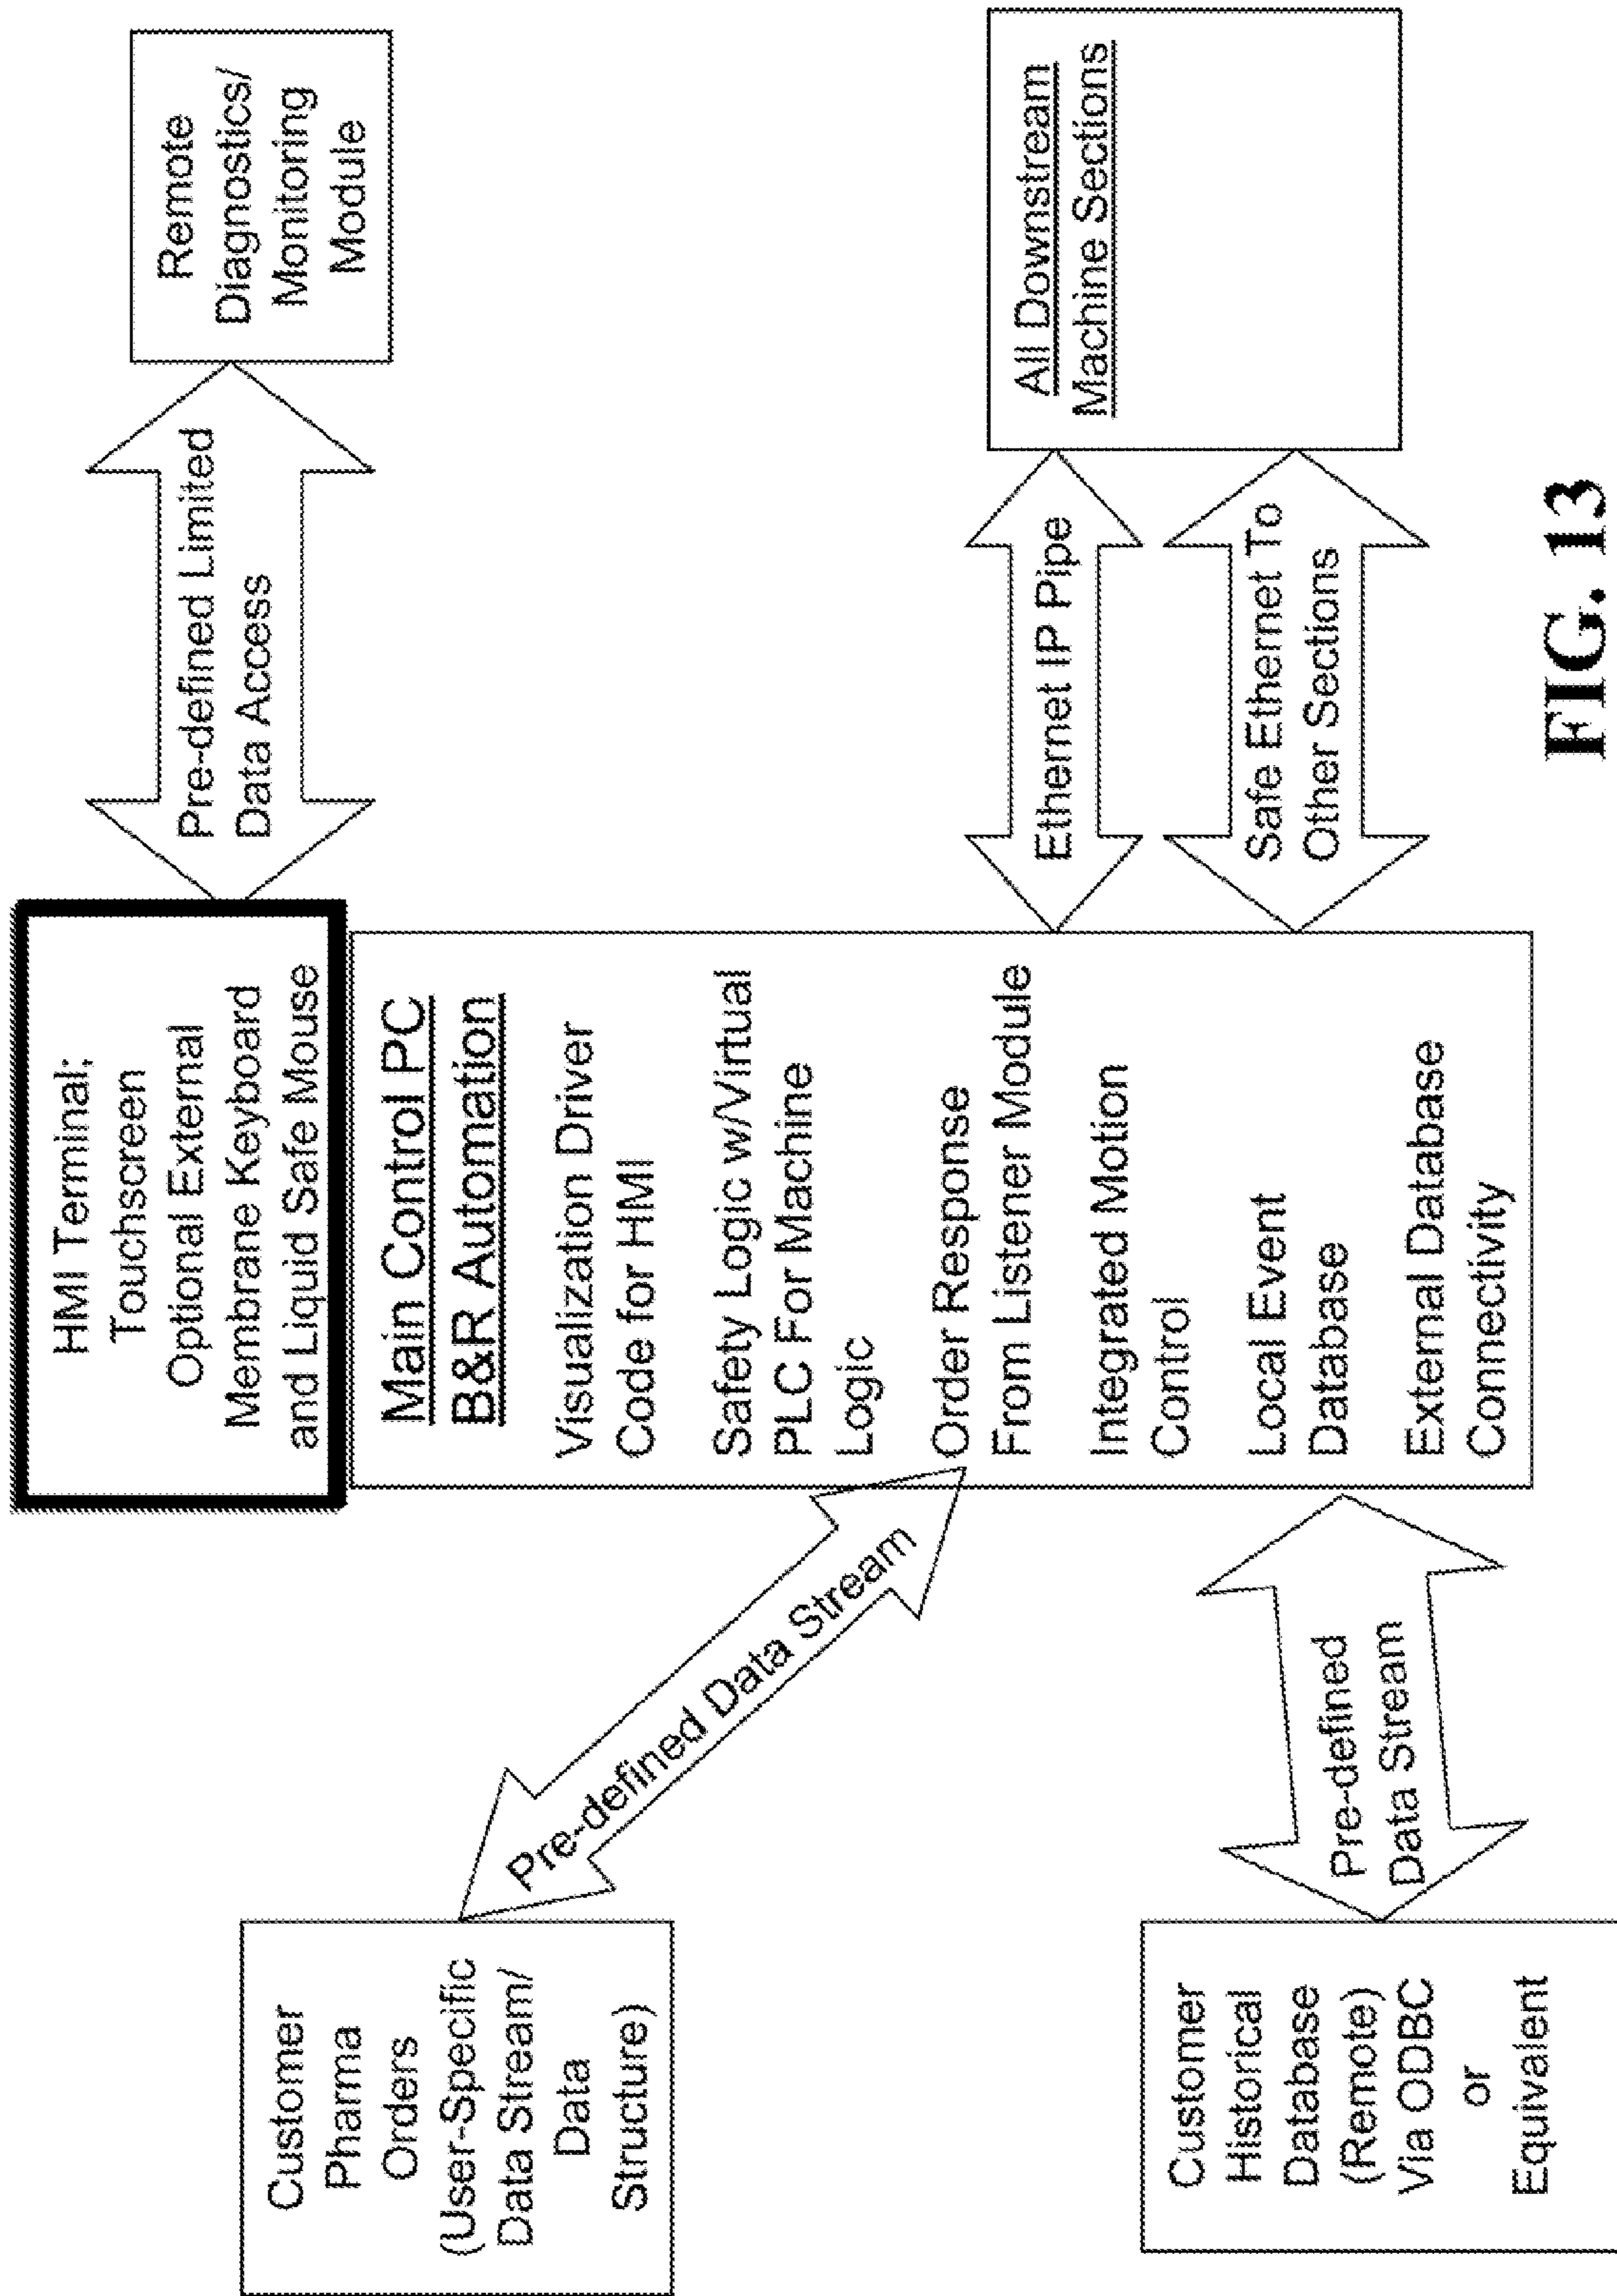 Customer
Pharma
Orders
(User-Specific
Data Stream/
Data
Structure)
Pre-defined Data Stream
Customer
Historical
Database
(Remote)
Via ODBC
or
Equivalent
Pre-defined
Data Stream
HMI Terminal;
Touchscreen
Optional External
Membrane Keyboard
and Liquid Safe Mouse
Main Control PC
B&R Automation
Visualization Driver
Code for HMI
Safety Logic w/Virtual
PLC For Machine
Logic
Order Response
From Listener Module
Integrated Motion
Control
Local Event
Database
External Database
Connectivity
Pre-defined Limited
Data Access
Remote
Diagnostics/
Monitoring
Module
Ethernet IP Pipe
Safe Ethernet To
Other Sections
All Downstream
Machine Sections
FIG. 13